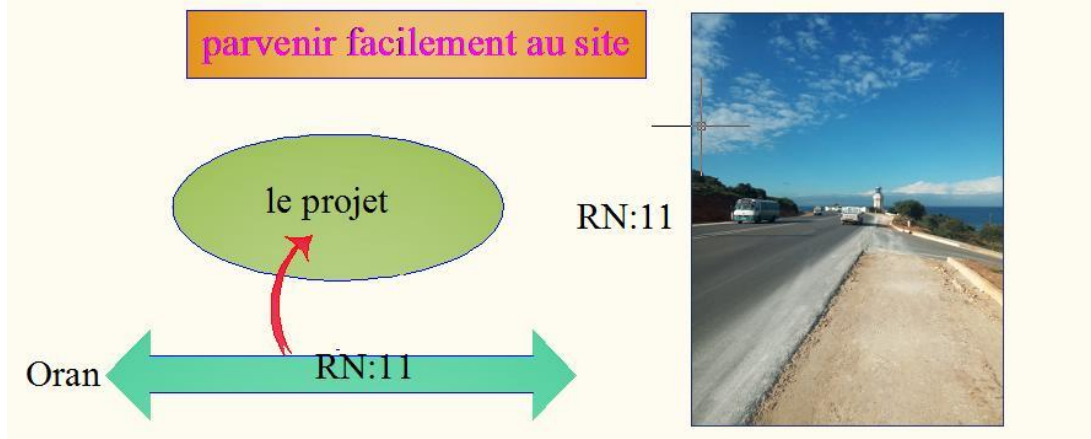 parvenir facilement au site
le projet
RN:11
Oran
RN:11